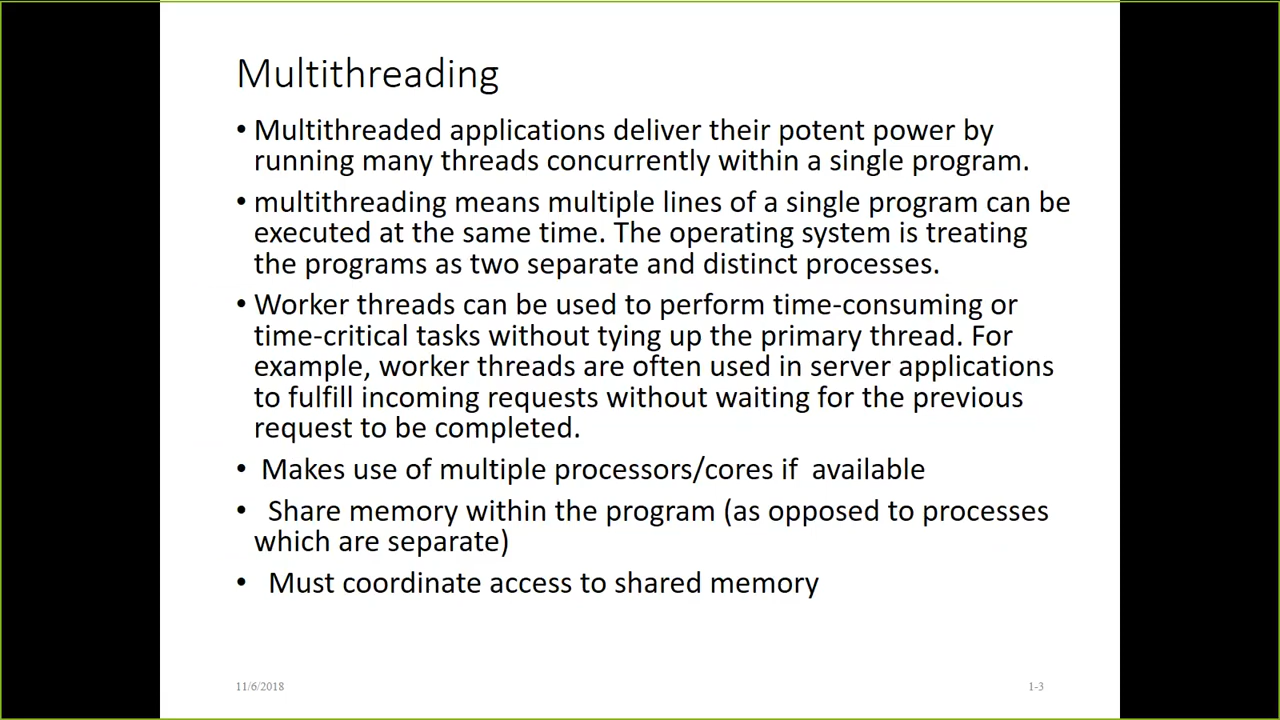 Multithreading
• Multithreaded applications deliver their potent power by
running many threads concurrently within a single program.
• multithreading means multiple lines of a single program can be
executed at the same time. The operating system is treating
the programs as two separate and distinct processes.
• Worker threads can be used to perform time-consuming or
time-critical tasks without tying up the primary thread. For
example, worker threads are often used in server applications
to fulfill incoming requests without waiting for the previous
request to be completed.
• Makes use of multiple processors/cores if available
• Share memory within the program (as opposed to processes
which are separate)
• Must coordinate access to shared memory
11/6/2018
1-3